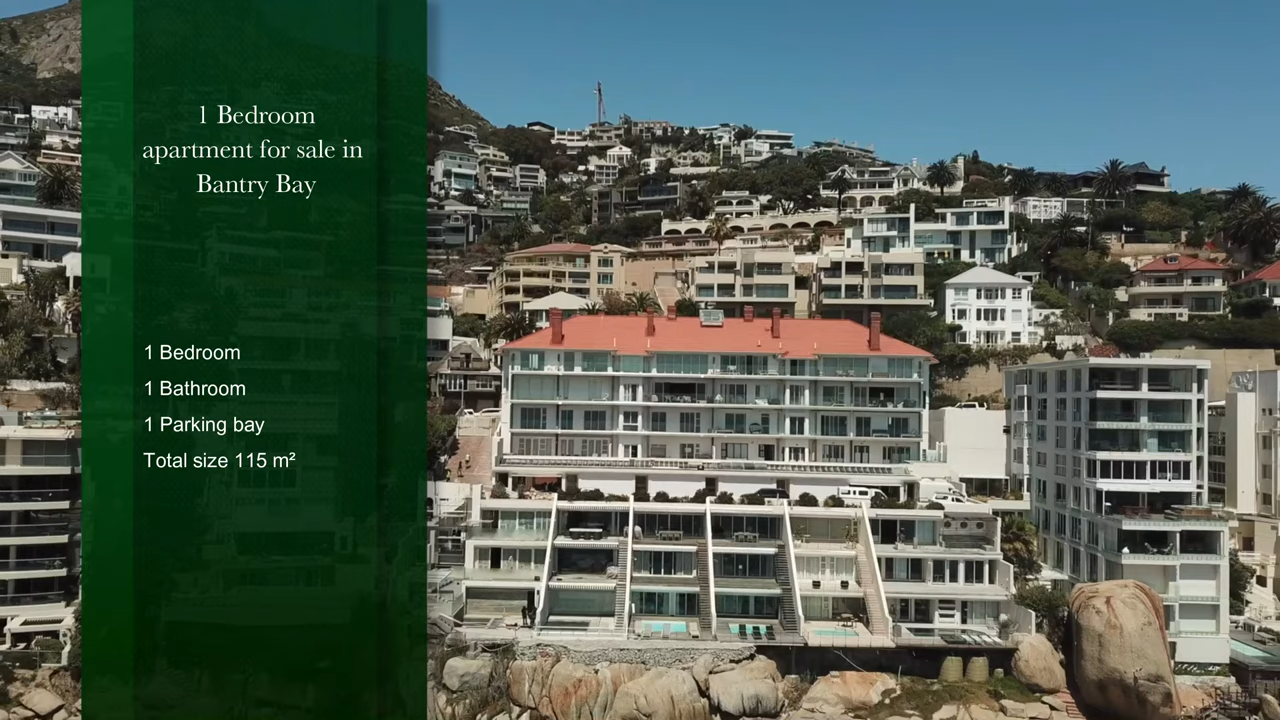 1 Bedroom
apartment for sale in
Bantry Bay
1 Bedroom
1 Bathroom
1 Parking bay
Total size 115 m²